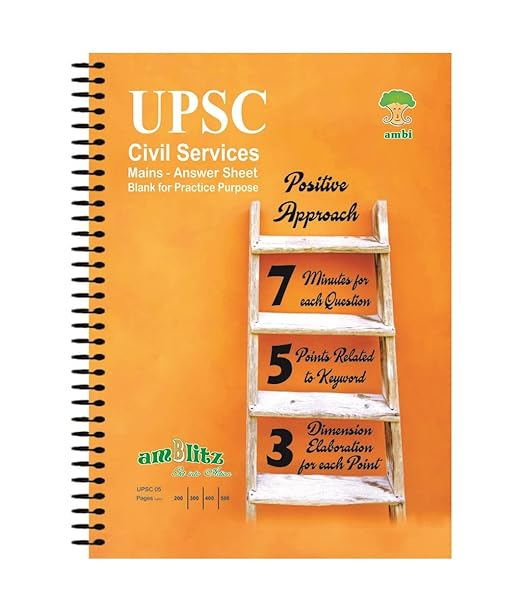 UPSC
Civil Services
Mains - Answer Sheet
Blank for Practice Purpose
ambi
Positive
Approach
7 Minutes for
each Question
5 Points Related
to Keyword
3 Dimension
Elaboration
for each Point
amBlitz
UPSC 05
Pages 200 300 400 500